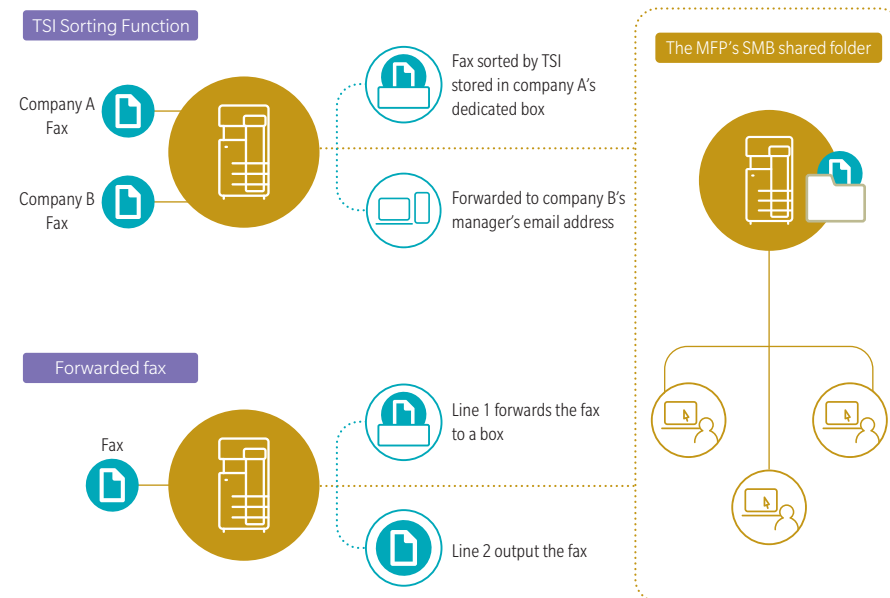 TSI Sorting Function
Company A
Fax
Company B
Fax
Fax sorted by TSI
stored in company A's
dedicated box
Forwarded to company B's
manager's email address
The MFP's SMB shared folder
Forwarded fax
Fax
Line 1 forwards the fax
to a box
Line 2 output the fax